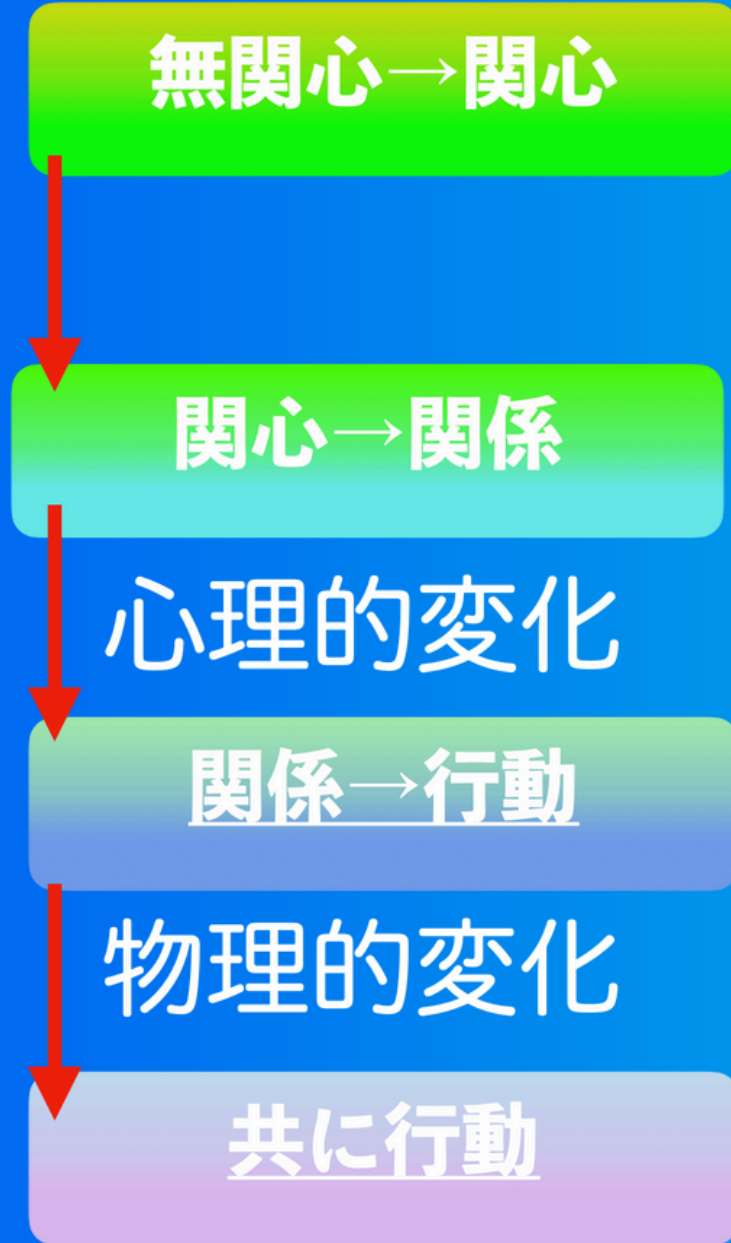 無関心→関心
関心→関係
心理的変化
関係→行動
物理的変化
共に行動